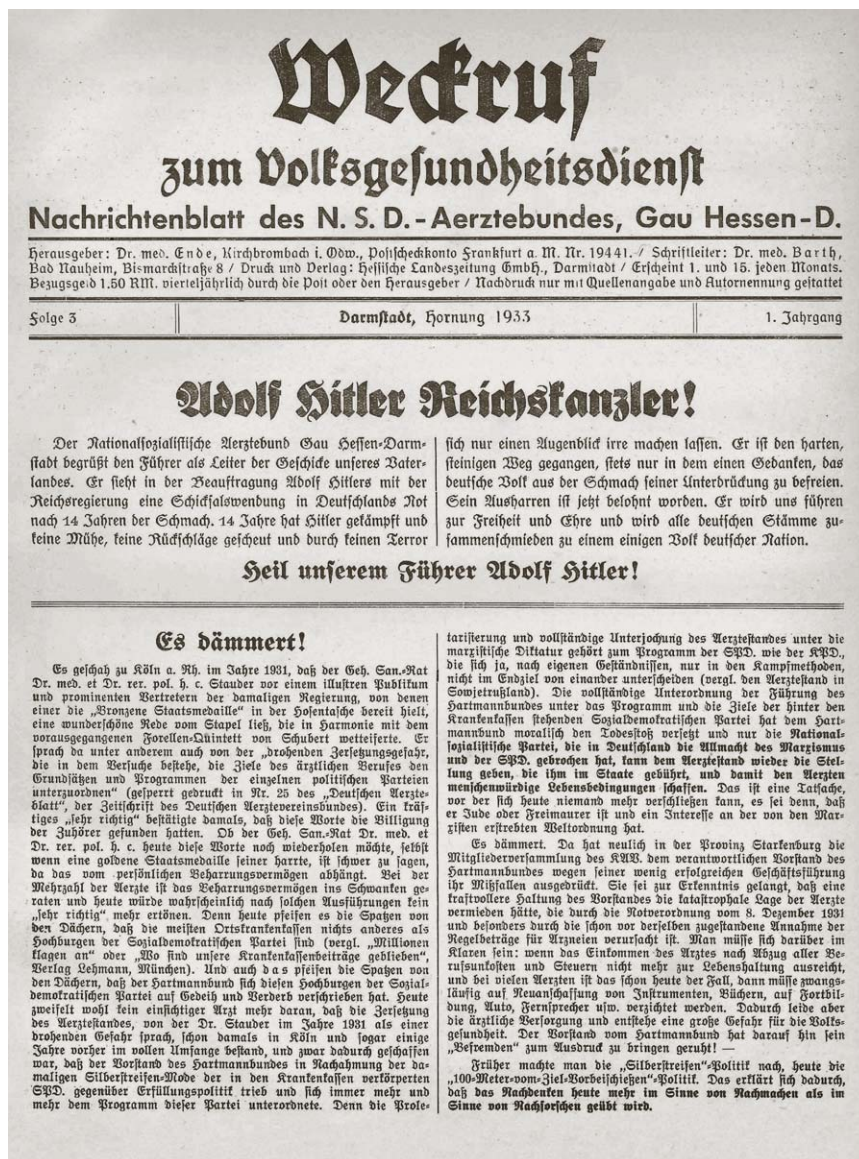 Weckruf
zum Volksgesundheitsdienst
Nachrichtenblatt des N. S. D. - Aerztebundes, Gau Hessen-D.
Herausgeber: Dr. med. Ende, Kirchbrombach i. Odw., Postscheckkonto Frankfurt a. M. Nr. 19441. / Schriftleiter: Dr. med. Barth,
Bad Nauheim, Bismarckstraße 8 / Druck und Verlag: Hessische Landeszeitung GmbH., Darmstadt / Erscheint 1. und 15. jeden Monats.
Bezugsgeld 1.50 RM. vierteljährlich durch die Post oder den Herausgeber / Nachdruck nur mit Quellenangabe und Autornennung gestattet
Folge 3
Darmstadt, Hornung 1933
1. Jahrgang
Adolf Hitler Reichskanzler!
Der Nationalsozialistische Aerztebund Gau Hessen-Darm-
stadt begrüßt den Führer als Leiter der Geschicke unseres Vater-
landes. Er sieht in der Beauftragung Adolf Hitlers mit der
Reichsregierung eine Schicksalswendung in Deutschlands Not
nach 14 Jahren der Schmach. 14 Jahre hat Hitler gekämpft und
keine Mühe, keine Rückschläge gescheut und durch keinen Terror
sich nur einen Augenblick irre machen lassen. Er ist den harten,
steinigen Weg gegangen, stets nur in dem einen Gedanken, das
deutsche Volk aus der Schmach seiner Unterdrückung zu befreien.
Sein Ausharren ist jetzt belohnt worden. Er wird uns führen
zur Freiheit und Ehre und wird alle deutschen Stämme zu-
sammenschmieden zu einem einigen Volk deutscher Nation.
Heil unserem Führer Adolf Hitler!
Es dämmert!
Es geschah zu Köln a. Rh. im Jahre 1931, daß der Geh. San.-Rat
Dr. med. et Dr. rer. pol. h. c. Stauder vor einem illustren Publikum
und prominenten Vertretern der damaligen Regierung, von denen
einer die „Bronzene Staatsmedaille“ in der Hosentasche bereit hielt,
eine wunderschöne Rede vom Stapel ließ, die in Harmonie mit dem
vorausgegangenen Forellen-Quintett von Schubert wetteiferte. Er
sprach da unter anderem auch von der „drohenden Zersetzungsgefahr,
die in dem Versuche bestehe, die Ziele des ärztlichen Berufes den
Grundsätzen und Programmen der einzelnen politischen Parteien
unterzuordnen“ (gesperrt gedruckt in Nr. 25 des „Deutschen Aerzte-
blatt“, der Zeitschrift des Deutschen Aerztevereinsbundes). Ein kräf-
tiges „sehr richtig“ bestätigte damals, daß diese Worte die Billigung
der Zuhörer gefunden hatten. Ob der Geh. San.-Rat Dr. med. et
Dr. rer. pol. h. c. heute diese Worte noch wiederholen möchte, selbst
wenn eine goldene Staatsmedaille seiner harrte, ist schwer zu sagen,
da das vom persönlichen Beharrungsvermögen abhängt. Bei der
Mehrzahl der Aerzte ist das Beharrungsvermögen ins Schwanken ge-
raten und heute würde wahrscheinlich nach solchen Ausführungen kein
„sehr richtig“ mehr ertönen. Denn heute pfeifen es die Spatzen von
den Dächern, daß die meisten Ortskrankenkassen nichts anderes als
Hochburgen der Sozialdemokratischen Partei sind (vergl. „Millionen
klagen an“ oder „Wo sind unsere Krankenkassenbeiträge geblieben“,
Verlag Lehmann, München). Und auch das pfeifen die Spatzen von
den Dächern, daß der Hartmannbund sich diesen Hochburgen der Sozial-
demokratischen Partei auf Gedeih und Verderb verschrieben hat. Heute
zweifelt wohl kein einsichtiger Arzt mehr daran, daß die Zersetzung
des Aerztestandes, von der Dr. Stauder im Jahre 1931 als einer
drohenden Gefahr sprach, schon damals in Köln und sogar einige
Jahre vorher im vollen Umfange bestand, und zwar dadurch geschaffen
war, daß der Vorstand des Hartmannbundes in Nachahmung der da-
maligen Silberstreifen-Mode der in den Krankenkassen verkörperten
SPD. gegenüber Erfüllungspolitik trieb und sich immer mehr und
mehr dem Programm dieser Partei unterordnete. Denn die Prole-
tarisierung und vollständige Unterjochung des Aerztestandes unter die
marxistische Diktatur gehört zum Programm der SPD. wie der KPD.,
die sich ja, nach eigenen Geständnissen, nur in den Kampfmethoden,
nicht im Endziel von einander unterscheiden (vergl. den Aerztestand in
Sowjetrußland). Die vollständige Unterordnung der Führung des
Hartmannbundes unter das Programm und die Ziele der hinter den
Krankenkassen stehenden Sozialdemokratischen Partei hat dem Hart-
mannbund moralisch den Todesstoß versetzt und nur die National-
sozialistische Partei, die in Deutschland die Allmacht des Marxismus
und der SPD. gebrochen hat, kann dem Aerztestand wieder die Stel-
lung geben, die ihm im Staate gebührt, und damit den Aerzten
menschenwürdige Lebensbedingungen schaffen. Das ist eine Tatsache,
vor der sich heute niemand mehr verschließen kann, es sei denn, daß
er Jude oder Freimaurer ist und ein Interesse an der von den Mar-
xisten erstrebten Weltordnung hat.
Es dämmert. Da hat neulich in der Provinz Starkenburg die
Mitgliederversammlung des KAV. dem verantwortlichen Vorstand des
Hartmannbundes wegen seiner wenig erfolgreichen Geschäftsführung
ihr Mißfallen ausgedrückt. Sie sei zur Erkenntnis gelangt, daß eine
kraftvollere Haltung des Vorstandes die katastrophale Lage der Aerzte
vermieden hätte, die durch die Notverordnung vom 8. Dezember 1931
und besonders durch die schon vor derselben zugestandene Annahme der
Regelbeträge für Arzneien verursacht ist. Man müsse sich darüber im
Klaren sein: wenn das Einkommen des Arztes nach Abzug aller Be-
rufsunkosten und Steuern nicht mehr zur Lebenshaltung ausreicht,
und bei vielen Aerzten ist das schon heute der Fall, dann müsse zwangs-
läufig auf Neuanschaffung von Instrumenten, Büchern, auf Fortbil-
dung, Auto, Fernsprecher usw. verzichtet werden. Dadurch leide aber
die ärztliche Versorgung und entstehe eine große Gefahr für die Volks-
gesundheit. Der Vorstand vom Hartmannbund hat darauf hin sein
„Befremden“ zum Ausdruck zu bringen geruht! —
Früher machte man die „Silberstreifen“-Politik nach, heute die
„100-Meter-vom-Ziel-Vorbeischießen“-Politik. Das erklärt sich dadurch,
daß das Nachdenken heute mehr im Sinne von Nachmachen als im
Sinne von Nachforschen geübt wird.